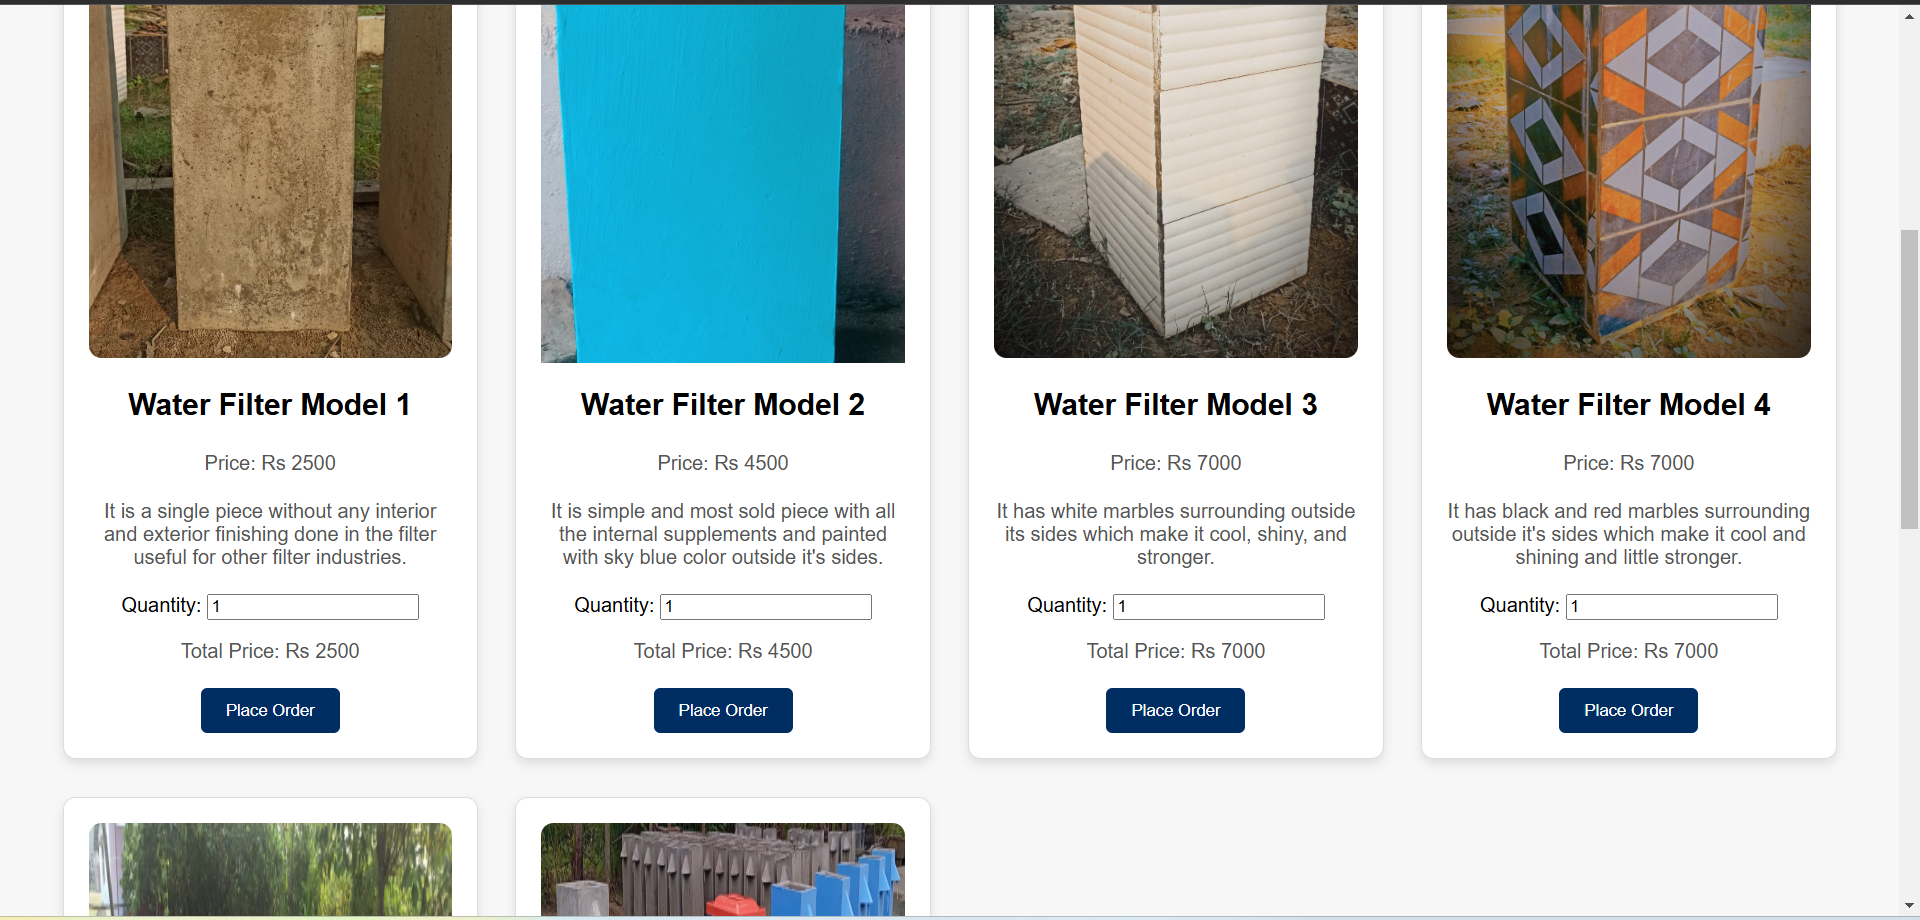 Water Filter Model 1
Price: Rs 2500
It is a single piece without any interior
and exterior finishing done in the filter
useful for other filter industries.
Quantity: 1
Total Price: Rs 2500
Place Order
Water Filter Model 2
Price: Rs 4500
It is simple and most sold piece with all
the internal supplements and painted
with sky blue color outside it's sides.
Quantity: 1
Total Price: Rs 4500
Place Order
Water Filter Model 3
Price: Rs 7000
It has white marbles surrounding outside
its sides which make it cool, shiny, and
stronger.
Quantity: 1
Total Price: Rs 7000
Place Order
Water Filter Model 4
Price: Rs 7000
It has black and red marbles surrounding
outside it's sides which make it cool and
shining and little stronger.
Quantity: 1
Total Price: Rs 7000
Place Order